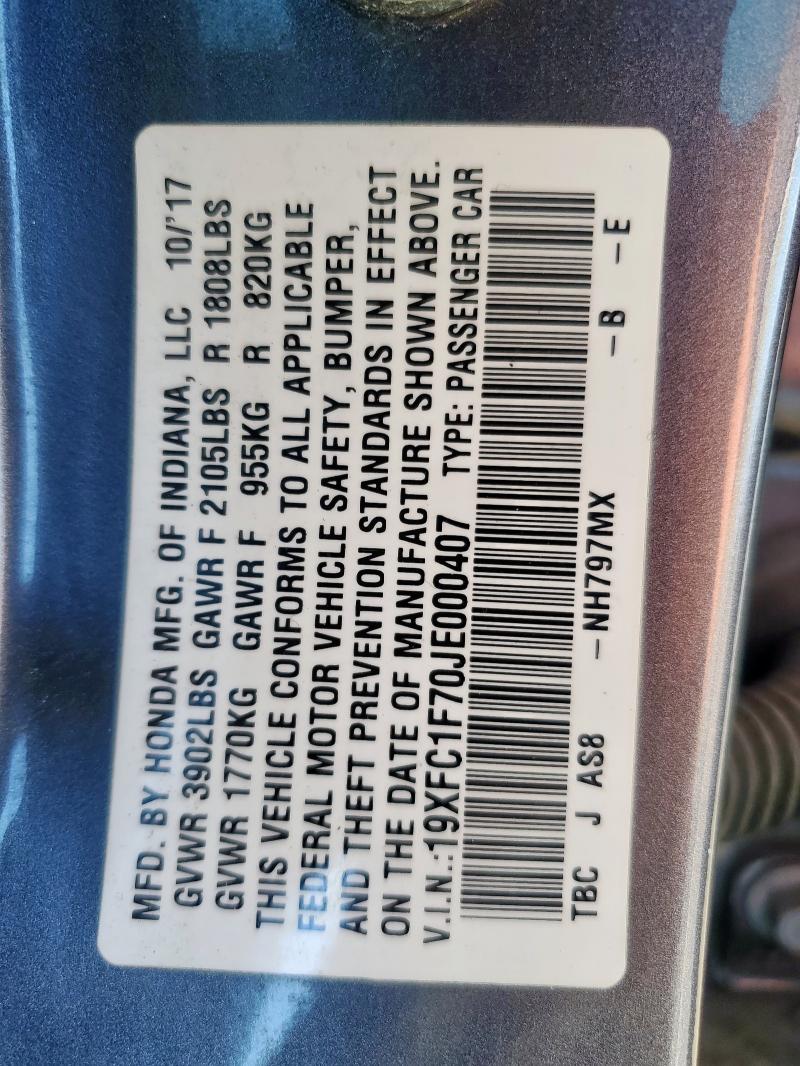 MFD. BY HONDA MFG. OF INDIANA, LLC 10/'17
GVWR 3902LBS GAWR F 2105LBS R 1808LBS
GVWR 1770KG GAWR F 955KG R 820KG
THIS VEHICLE CONFORMS TO ALL APPLICABLE
FEDERAL MOTOR VEHICLE SAFETY, BUMPER,
AND THEFT PREVENTION STANDARDS IN EFFECT
ON THE DATE OF MANUFACTURE SHOWN ABOVE.
V.I.N.:19XFC1F70JE000407 TYPE: PASSENGER CAR
TBC J AS8 –NH797MX –B –E